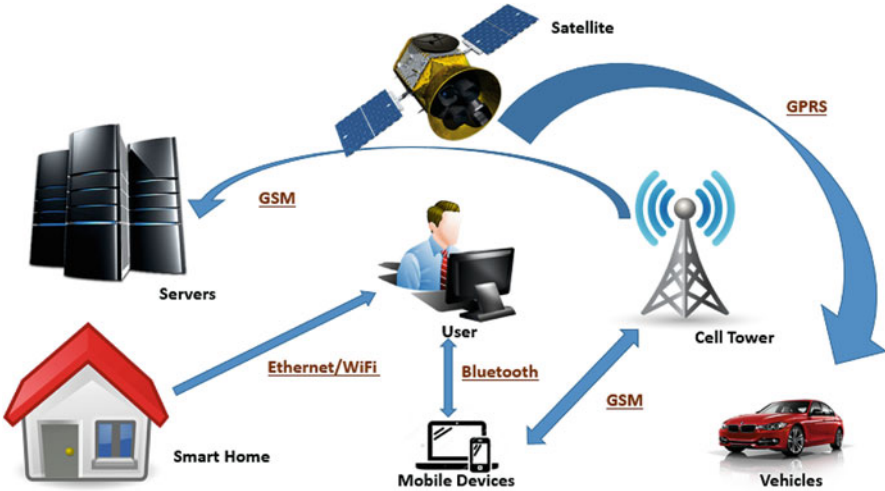 Satellite
GPRS
GSM
Servers
User
Cell Tower
Ethernet/WiFi
Bluetooth
GSM
Smart Home
Mobile Devices
Vehicles